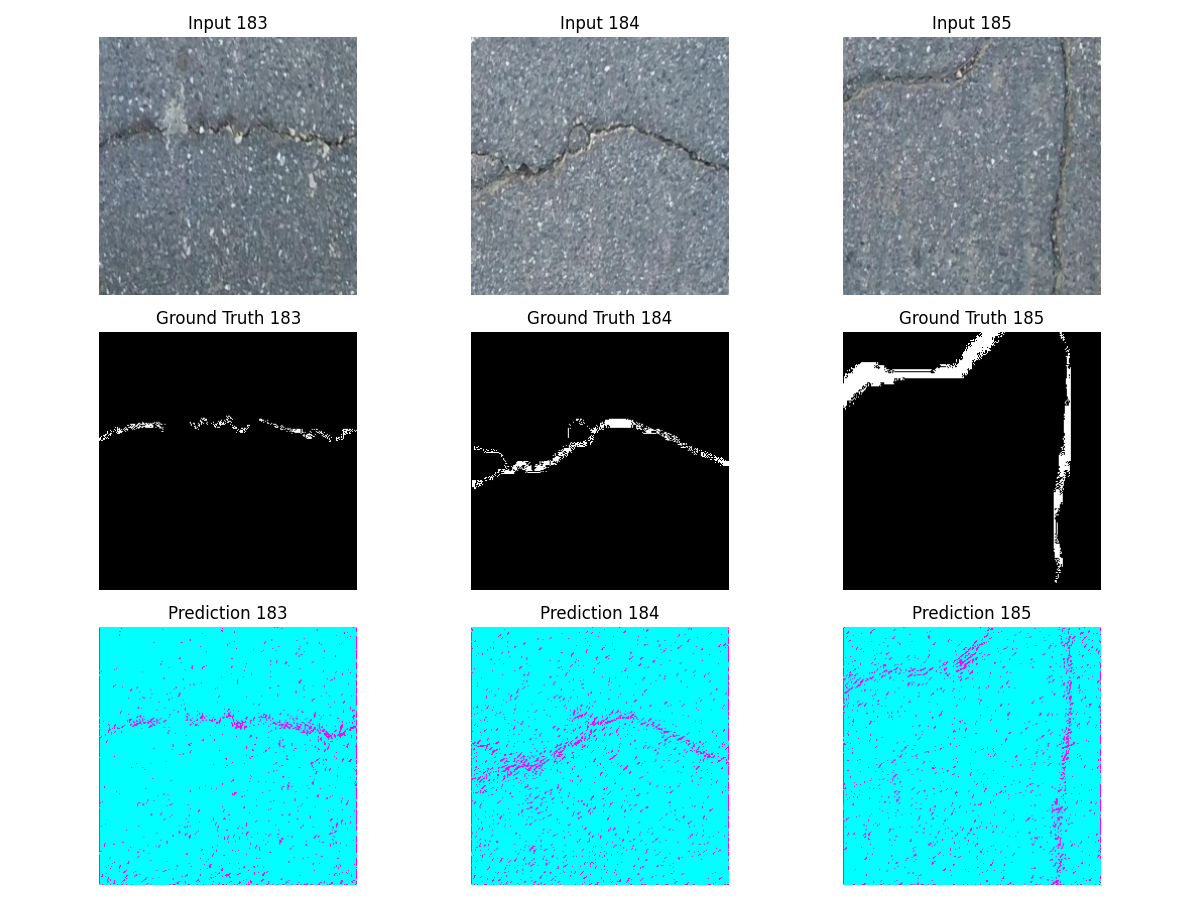 Input 183
Input 184
Input 185
Ground Truth 183
Ground Truth 184
Ground Truth 185
Prediction 183
Prediction 184
Prediction 185